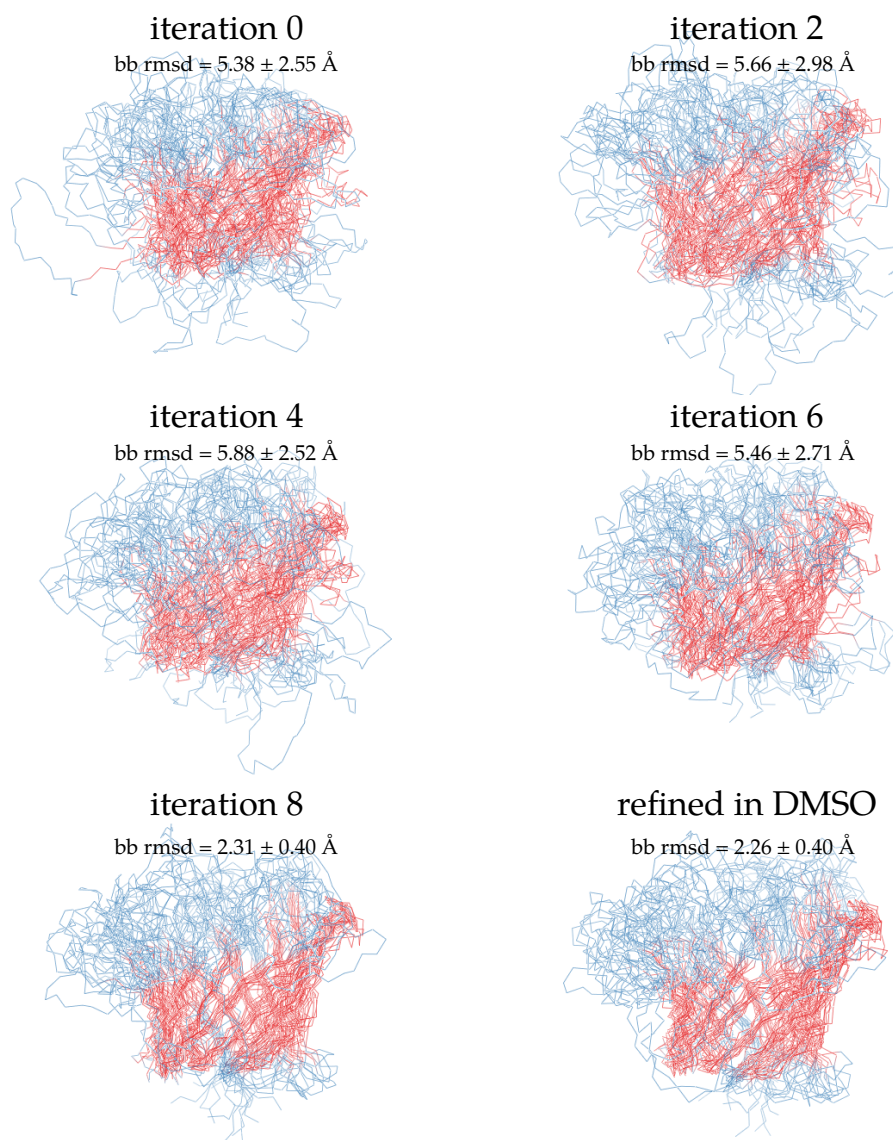 iteration 0
bb rmsd = 5.38 ± 2.55 Å
iteration 2
bb rmsd = 5.66 ± 2.98 Å
iteration 4
bb rmsd = 5.88 ± 2.52 Å
iteration 6
bb rmsd = 5.46 ± 2.71 Å
iteration 8
bb rmsd = 2.31 ± 0.40 Å
refined in DMSO
bb rmsd = 2.26 ± 0.40 Å